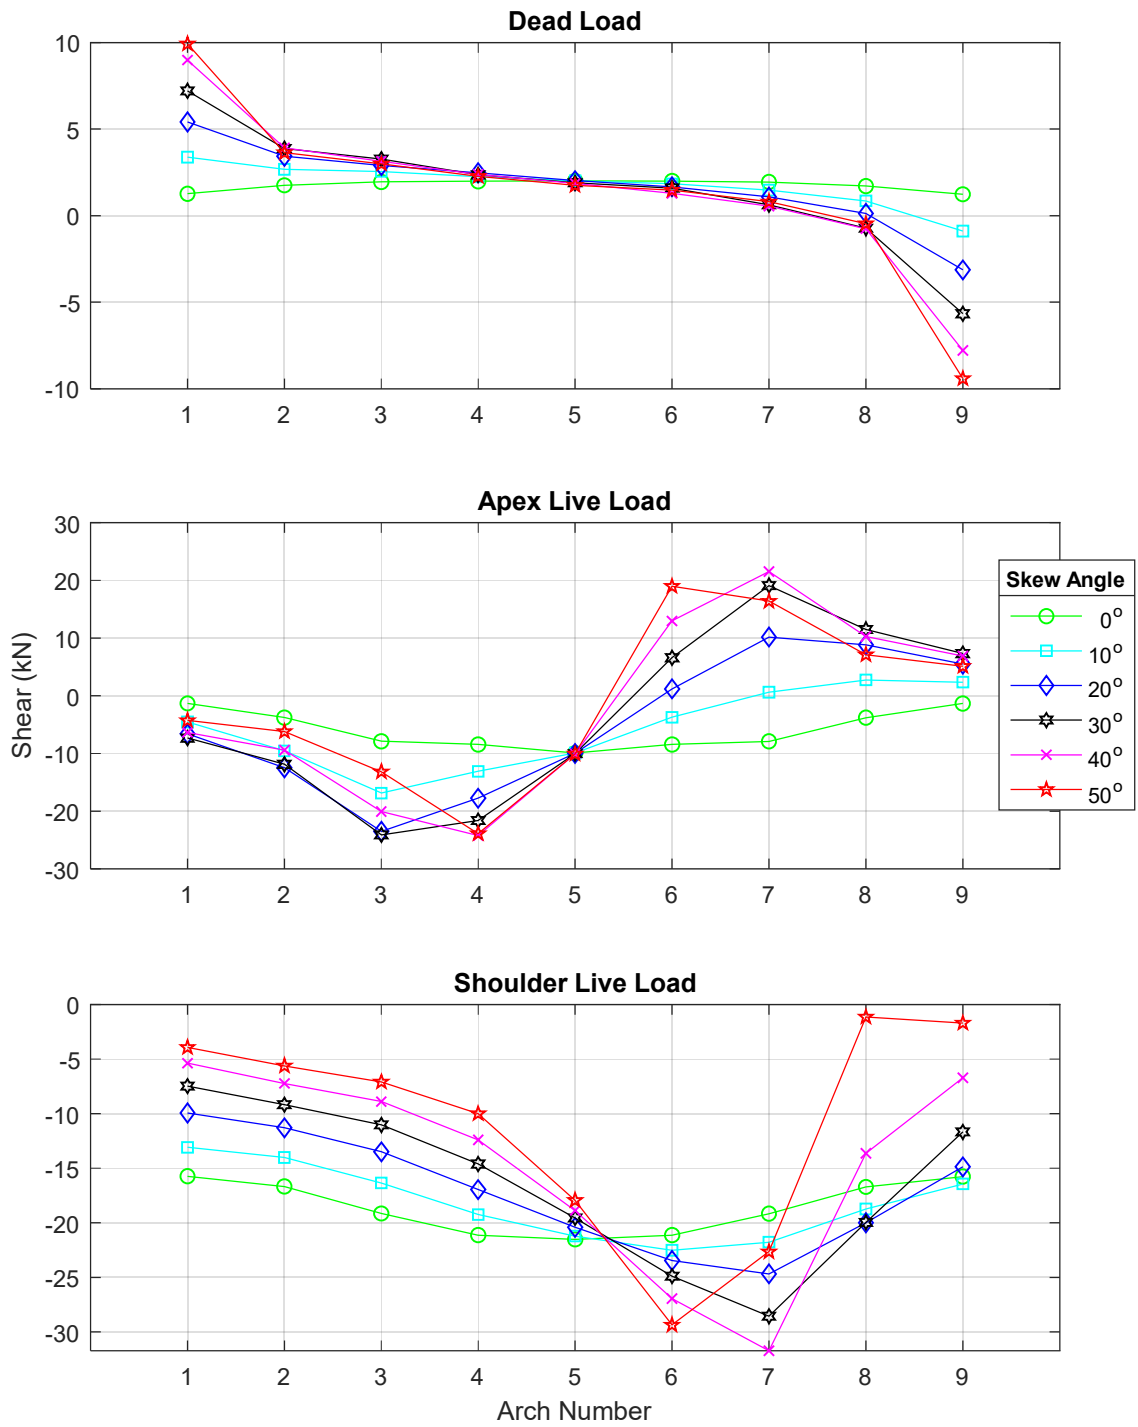 Dead Load
10
5
0
-5
-10
1 2 3 4 5 6 7 8 9
Apex Live Load
30
20
10
0
-10
-20
-30
1 2 3 4 5 6 7 8 9
Shear (kN)
Skew Angle
0°
10°
20°
30°
40°
50°
Shoulder Live Load
0
-5
-10
-15
-20
-25
-30
1 2 3 4 5 6 7 8 9
Arch Number